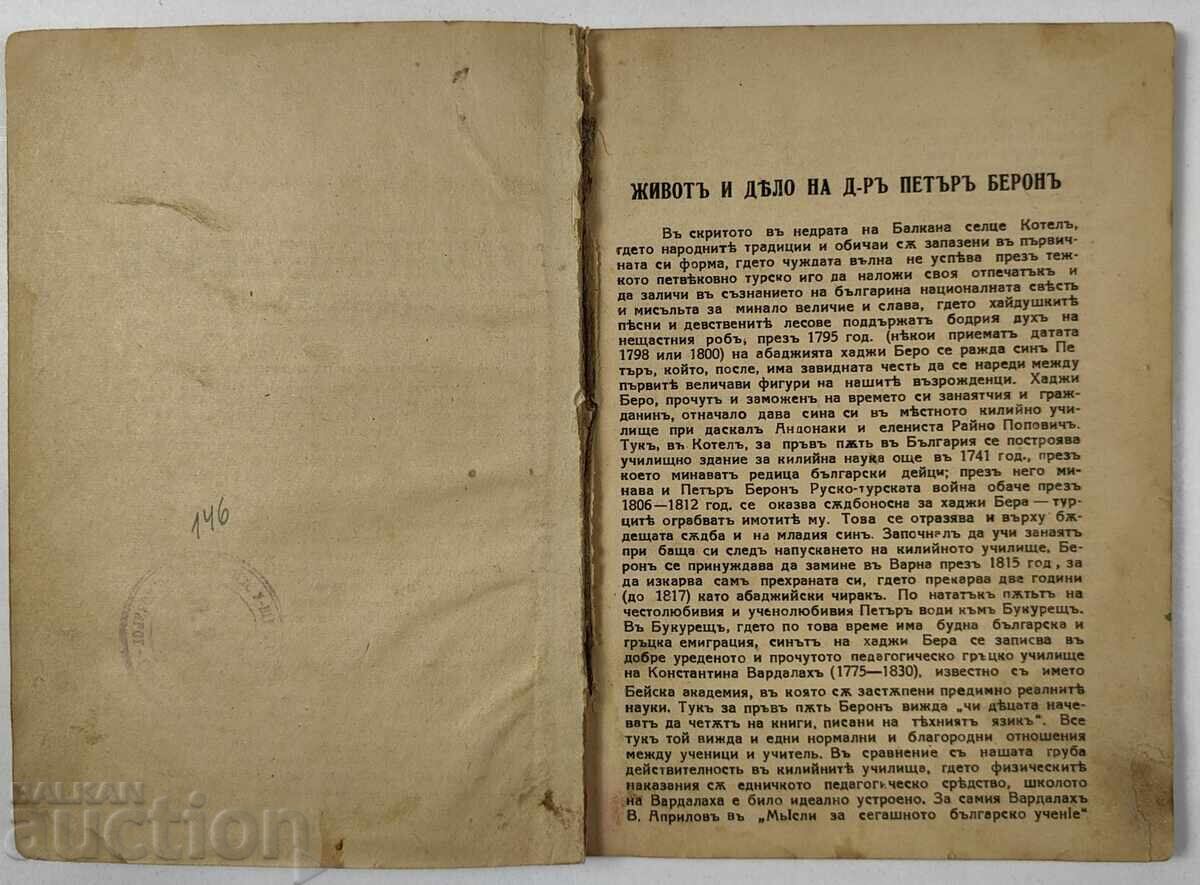 146
BALKAN
auction
ЖИВОТЪ И ДѢЛО НА Д-РЪ ПЕТЪРЪ БЕРОНЪ
Въ скритото въ недрата на Балкана селце Котелъ,
гдето народнитѣ традиции и обичаи сѫ запазени въ първич-
ната си форма, гдето чуждата вълна не успѣва презъ теж-
кото петвѣковно турско иго да наложи своя отпечатъкъ и
да заличи въ съзнанието на българина националната свѣсть
и мисъльта за минало величие и слава, гдето хайдушкитѣ
пѣсни и девственитѣ лесове поддържатъ бодрия духъ на
нещастния робъ, презъ 1795 год. (нѣкои приематъ датата
1798 или 1800) на абаджията хаджи Беро се ражда синъ Пе
търъ, който, после, има завидната честь да се нареди между
първитѣ величави фигури на нашитѣ възрожденци. Хаджи
Беро, прочутъ и заможенъ на времето си занаятчия и граж-
данинъ, отначало дава сина си въ мѣстното килийно учи-
лище при даскалъ Андонаки и елениста Райно Поповичъ.
Тукъ, въ Котелъ, за пръвъ пѫть въ България се построява
училищно здание за килийна наука още въ 1741 год., презъ
което минаватъ редица български дейци; презъ него ми-
нава и Петъръ Беронъ Руско-турската война обаче презъ
1806—1812 год. се оказва сѫдбоносна за хаджи Бера — тур-
цитѣ ограбватъ имотитѣ му. Това се отразява и върху бѫ-
дещата сѫдба и на младия синъ. Започналъ да учи занаятъ
при баща си следъ напускането на килийното училище, Бе-
ронъ се принуждава да замине въ Варна презъ 1815 год, за
да изкарва самъ прехраната си, гдето прекарва две години
(до 1817) като абаджийски чиракъ. По нататъкъ пѫтьтъ на
честолюбивия и ученолюбивия Петъръ води къмъ Букурещъ.
Въ Букурещъ, гдето по това време има будна българска и
гръцка емиграция, синътъ на хаджи Бера се записва въ
добре уреденото и прочутото педагогическо гръцко училище
на Константина Вардалахъ (1775—1830), известно съ името
Бейска академия, въ която сѫ застѫпени предимно реалнитѣ
науки. Тукъ за пръвъ пѫть Беронъ вижда „чи дѣцата наче-
ватъ да четѫтъ на книги, писани на тѣхниятъ язикъ“. Все
тукъ той вижда и едни нормални и благородни отношения
между ученици и учитель. Въ сравнение съ нашата груба
действителность въ килийнитѣ училища, гдето физическитѣ
наказания сѫ едничкото педагогическо срѣдство, школото
на Вардалаха е било идеално устроено. За самия Вардалахъ
В. Априловъ въ „Мысли за сегашното българско ученіе“